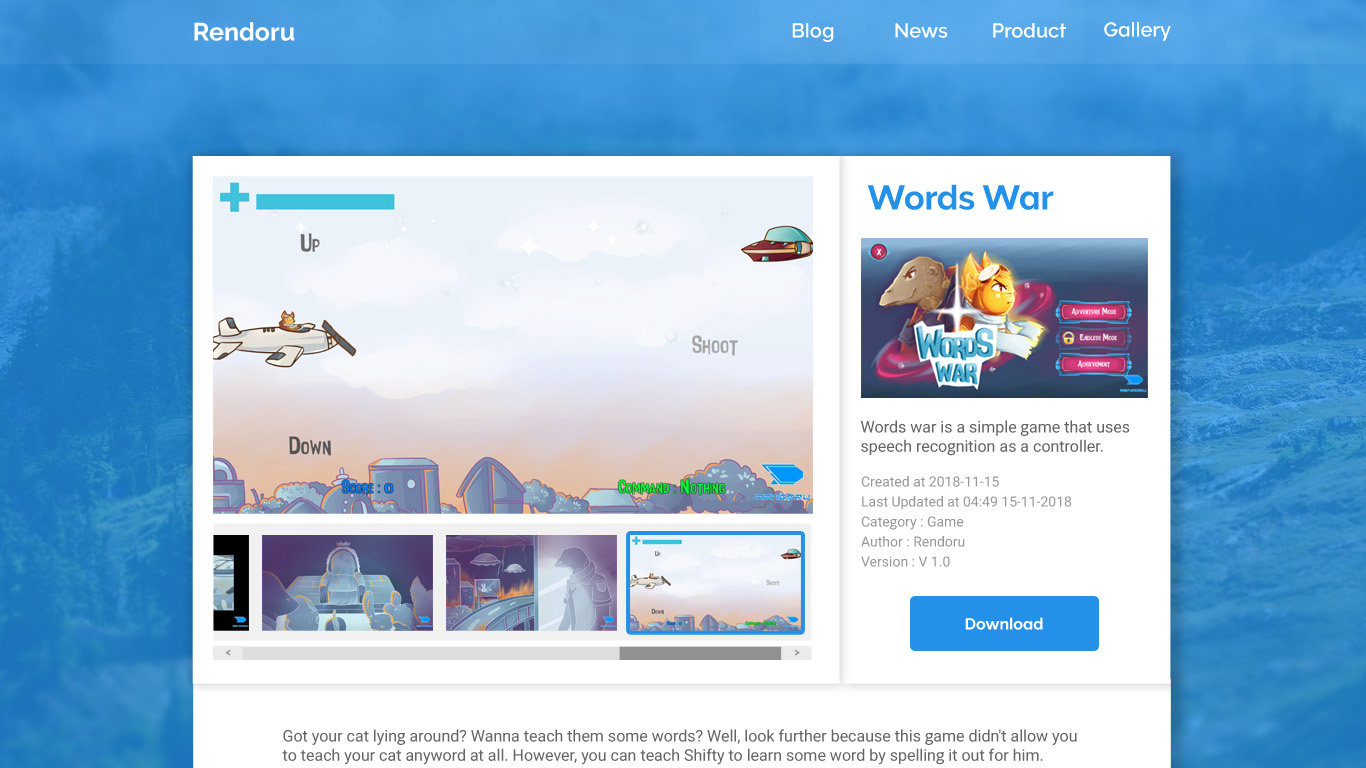 Rendoru
Blog
News
Product
Gallery
Up
Shoot
Down
Score : 0
Command : Nothing
RENDORU
Up
Shoot
Down
<
>
Words War
X
Words
War
Adventure Mode
Endless Mode
Achievement
Words war is a simple game that uses
speech recognition as a controller.
Created at 2018-11-15
Last Updated at 04:49 15-11-2018
Category : Game
Author : Rendoru
Version : V 1.0
Download
Got your cat lying around? Wanna teach them some words? Well, look further because this game didn't allow you
to teach your cat anyword at all. However, you can teach Shifty to learn some word by spelling it out for him.